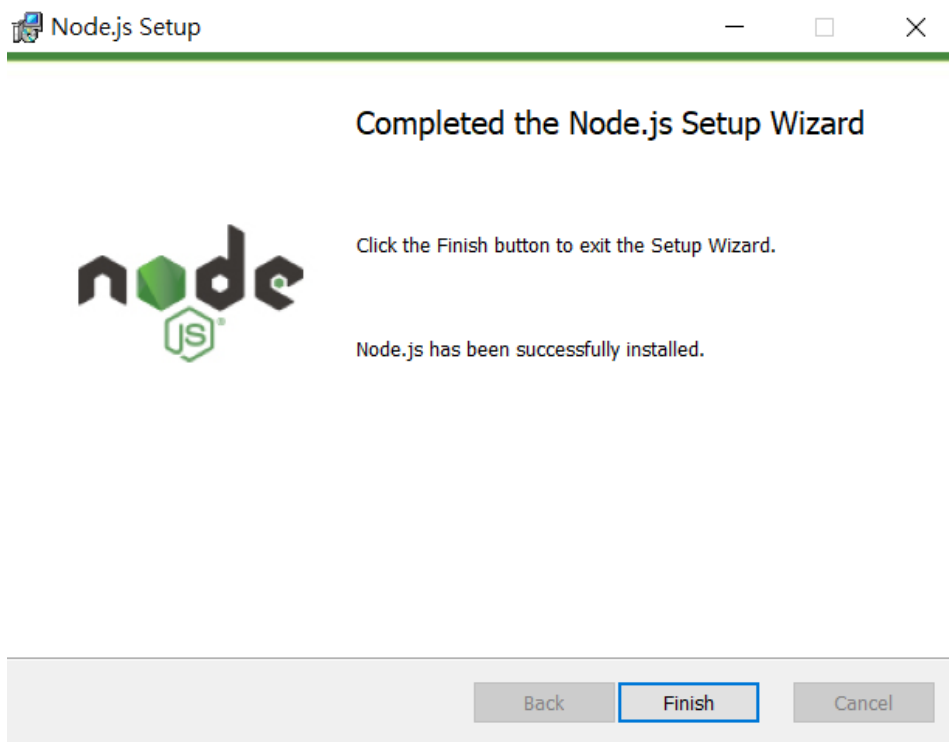 Node.js Setup
Completed the Node.js Setup Wizard
Click the Finish button to exit the Setup Wizard.
node
JS
Node.js has been successfully installed.
Back
Finish
Cancel